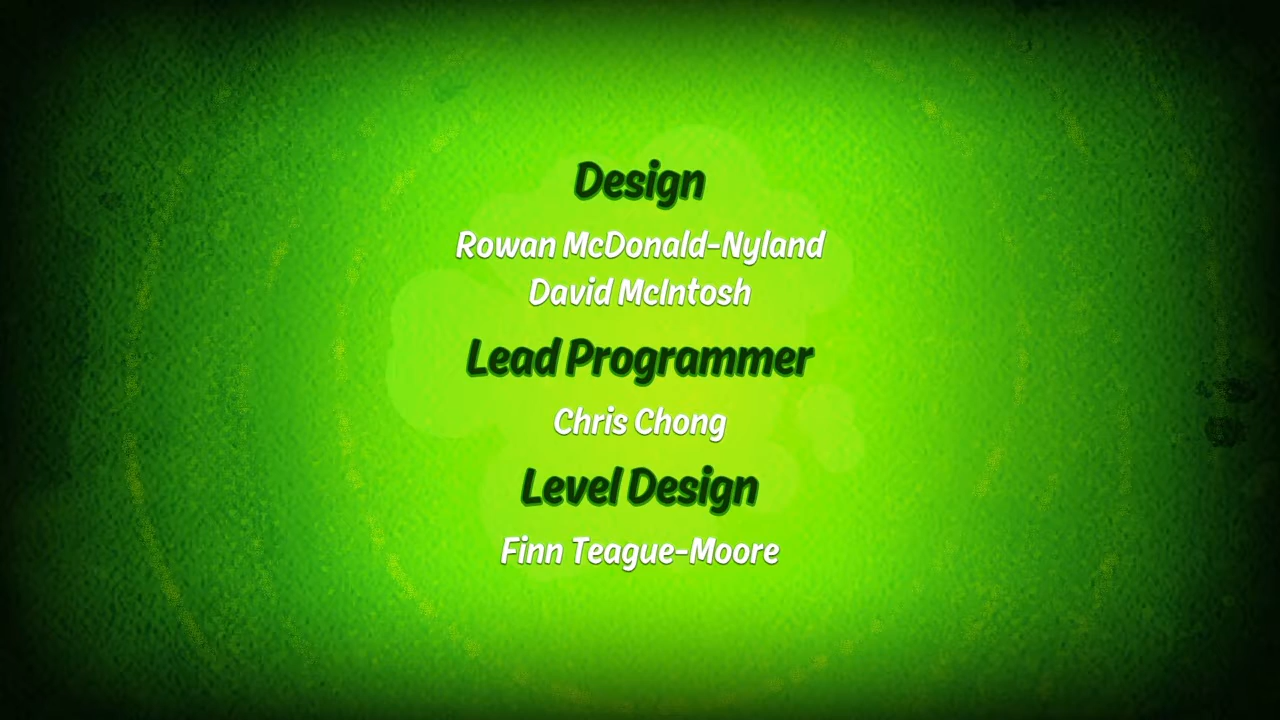 Design
Rowan McDonald-Nyland
David McIntosh
Lead Programmer
Chris Chong
Level Design
Finn Teague-Moore